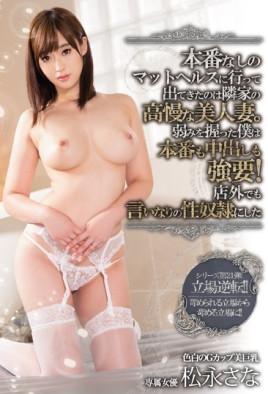 本番なしの
マットヘルスに行って
出てきたのは隣家の
高慢な美人妻。
弱みを握った僕は
本番も中出しも
強要！
店外でも
言いなりの性奴隷にした
立場逆転!!
色白のGカップ美巨乳
専属女優 松永さな